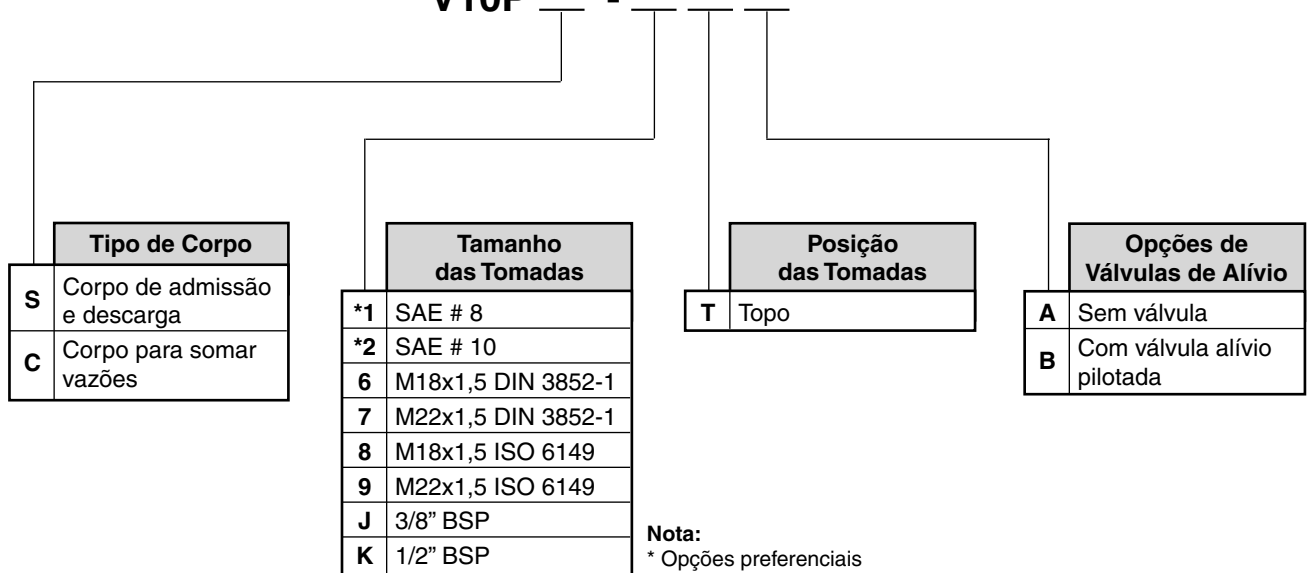 V10P __ - __ __ __
Tipo de Corpo
S Corpo de admissão
e descarga
C Corpo para somar
vazões
Tamanho
das Tomadas
*1 SAE # 8
*2 SAE # 10
6 M18x1,5 DIN 3852-1
7 M22x1,5 DIN 3852-1
8 M18x1,5 ISO 6149
9 M22x1,5 ISO 6149
J 3/8” BSP
K 1/2” BSP
Posição
das Tomadas
T Topo
Opções de
Válvulas de Alívio
A Sem válvula
B Com válvula alívio
pilotada
Nota:
* Opções preferenciais